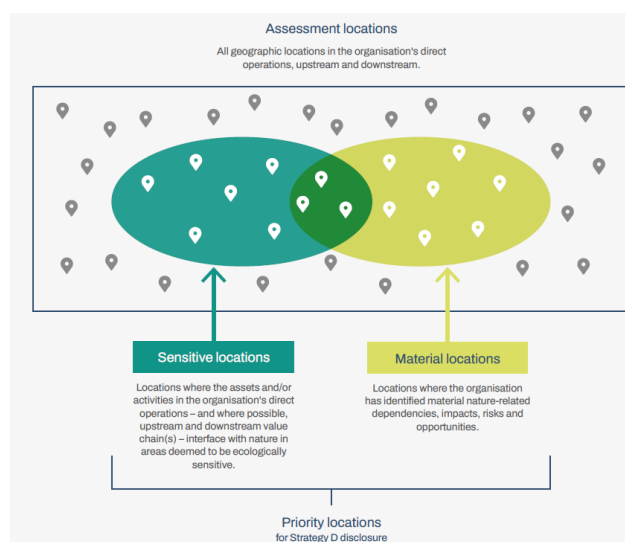 Assessment locations
All geographic locations in the organisation's direct
operations, upstream and downstream.
Sensitive locations
Locations where the assets and/or
activities in the organisation's direct
operations – and where possible,
upstream and downstream value
chain(s) – interface with nature in
areas deemed to be ecologically
sensitive.
Material locations
Locations where the organisation
has identified material nature-related
dependencies, impacts, risks and
opportunities.
Priority locations
for Strategy D disclosure